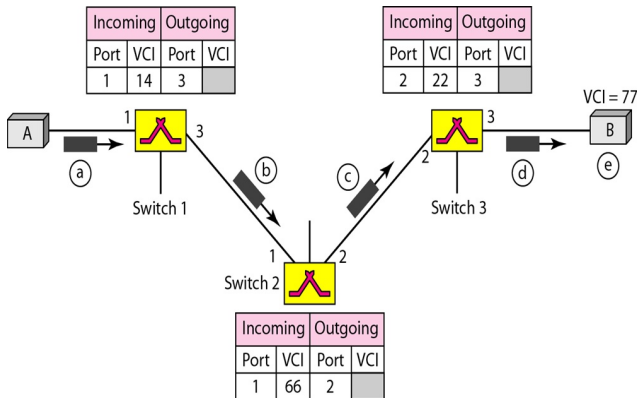 Incoming Outgoing
Port VCI Port VCI
1 14 3
Incoming Outgoing
Port VCI Port VCI
2 22 3
VCI = 77
A
1
3
a
Switch 1
b
c
2
3
Switch 3
d
B
e
1
2
Switch 2
Incoming Outgoing
Port VCI Port VCI
1 66 2